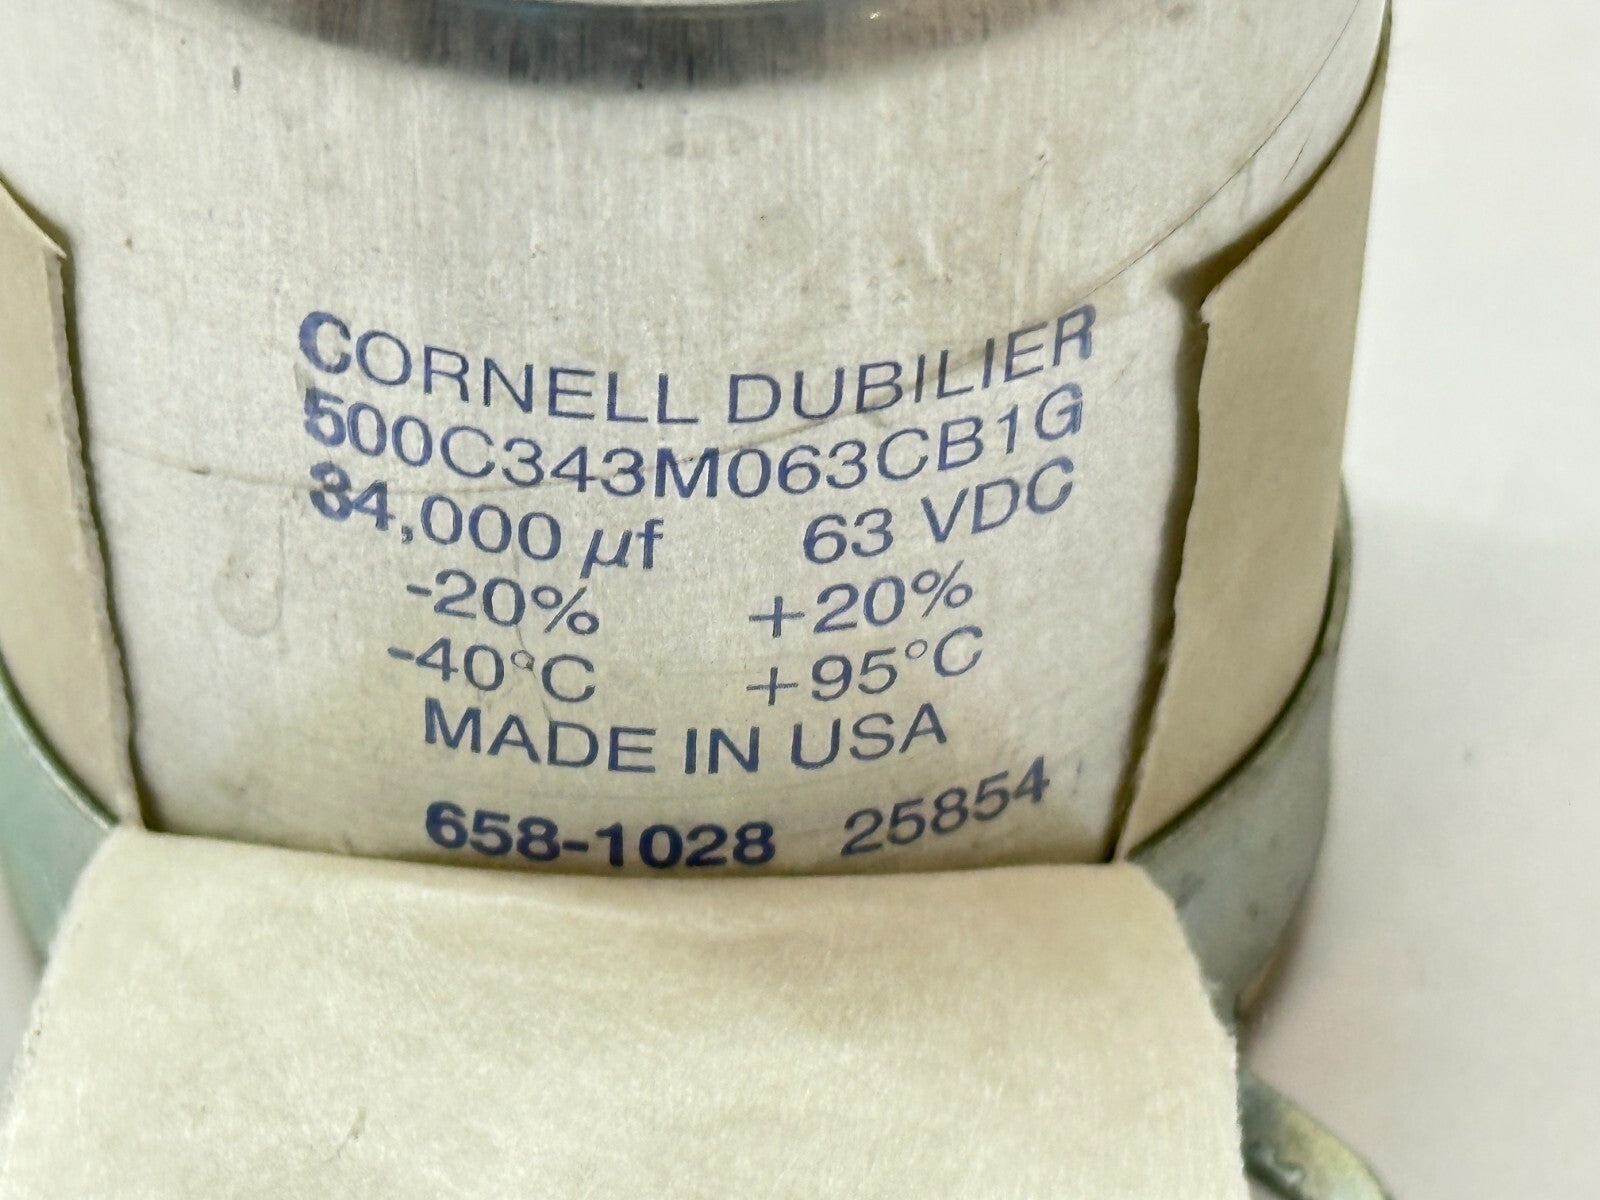 CORNELL DUBILIER
500C343M063CB1G
34,000 µf 63 VDC
-20% +20%
-40°C +95°C
MADE IN USA
658-1028 25854